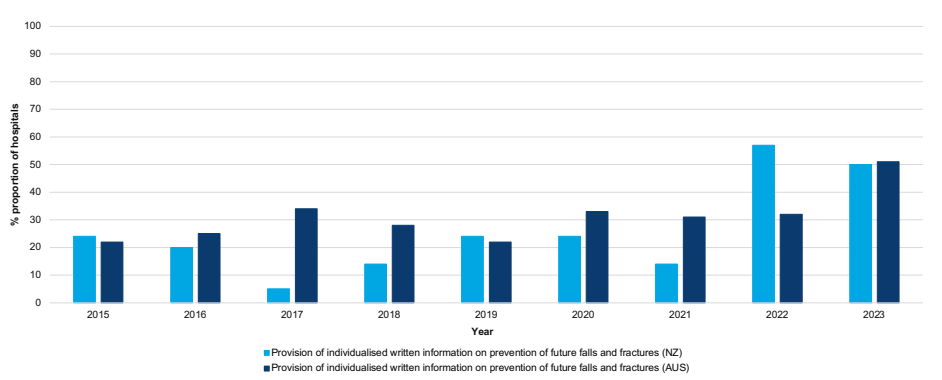 100
90
80
70
60
50
40
30
20
10
0
% proportion of hospitals
2015 2016 2017 2018 2019 2020 2021 2022 2023
Year
Provision of individualised written information on prevention of future falls and fractures (NZ)
Provision of individualised written information on prevention of future falls and fractures (AUS)